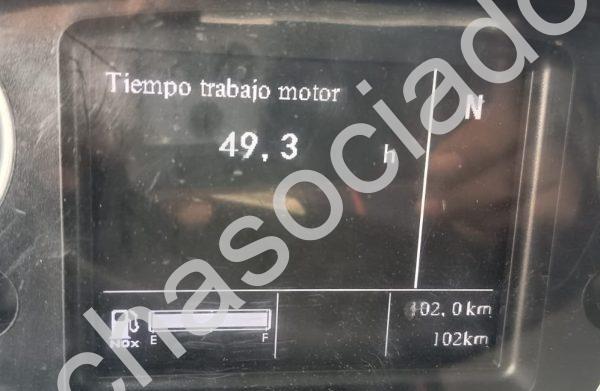 Tiempo trabajo motor
N
49,3 h
102,0km
NOx E F
102km
chasociado